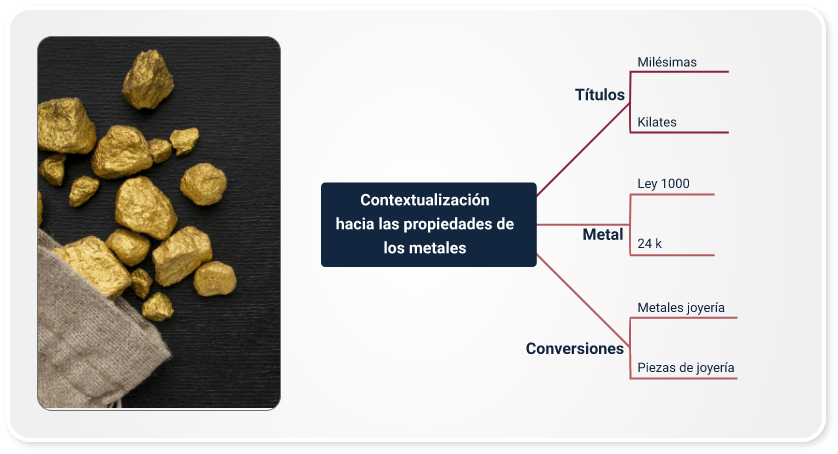 Contextualización
hacia las propiedades de
los metales
Títulos
Milésimas
Kilates
Metal
Ley 1000
24 k
Conversiones
Metales joyería
Piezas de joyería